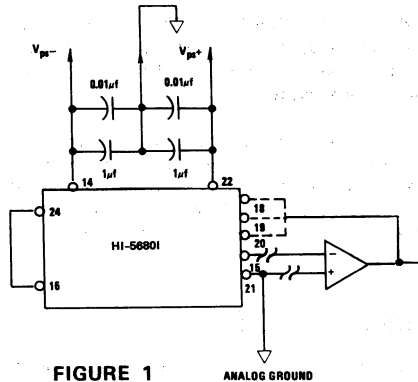 Vps- Vps+
0.01µf 0.01µf
1µf 1µf
14 22
24 18
HI-5680I 19
20
16 15
21
- +
FIGURE 1 ANALOG GROUND